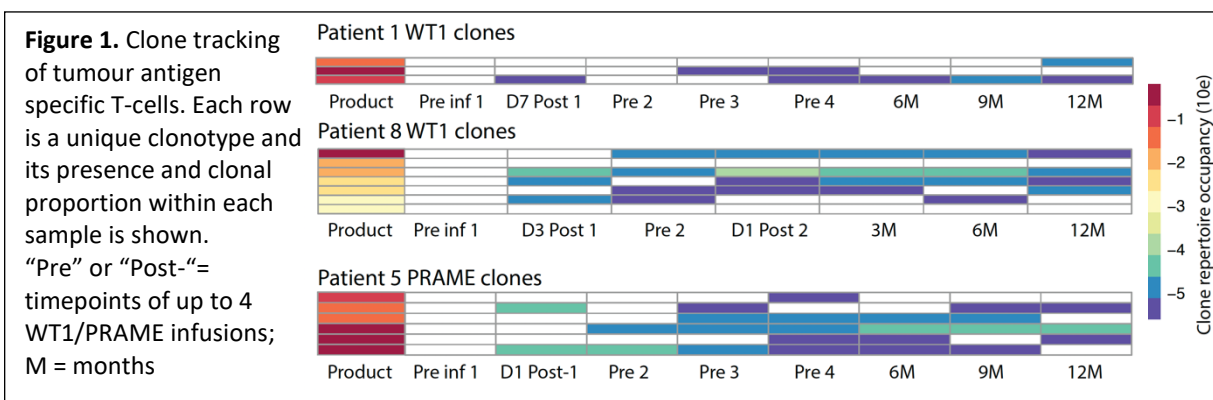 Figure 1. Clone tracking
of tumour antigen
specific T-cells. Each row
is a unique clonotype and
its presence and clonal
proportion within each
sample is shown.
“Pre” or “Post-“=
timepoints of up to 4
WT1/PRAME infusions;
M = months
Patient 1 WT1 clones
Product Pre inf 1 D7 Post 1 Pre 2 Pre 3 Pre 4 6M 9M 12M
Patient 8 WT1 clones
Product Pre inf 1 D3 Post 1 Pre 2 D1 Post 2 3M 6M 12M
Patient 5 PRAME clones
Product Pre inf 1 D1 Post-1 Pre 2 Pre 3 Pre 4 6M 9M 12M
−1
−2
−3
−4
−5
Clone repertoire occupancy (10e)